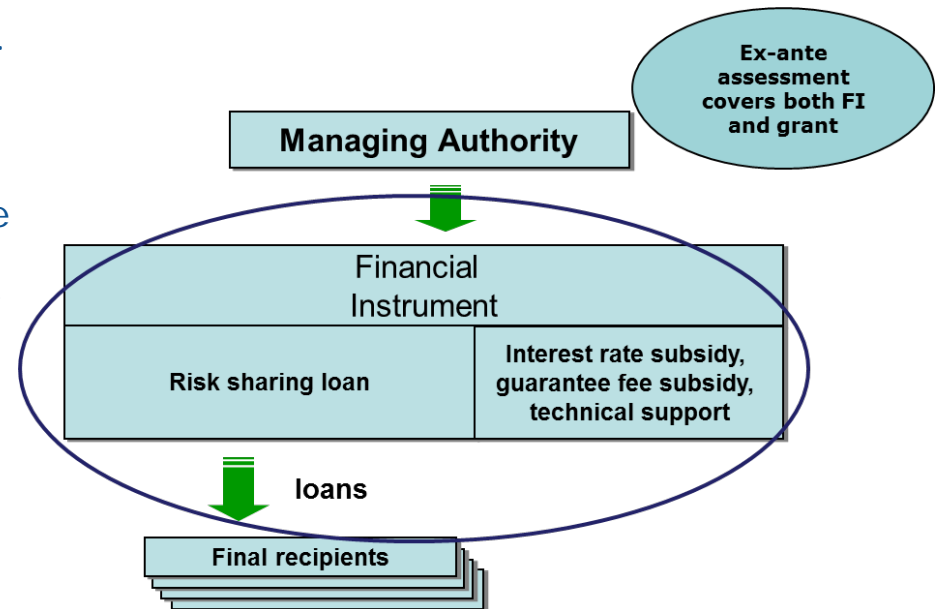 Ex-ante
assessment
covers both FI
and grant
Managing Authority
e
Financial
Instrument
Risk sharing loan
Interest rate subsidy,
guarantee fee subsidy,
technical support
loans
Final recipients